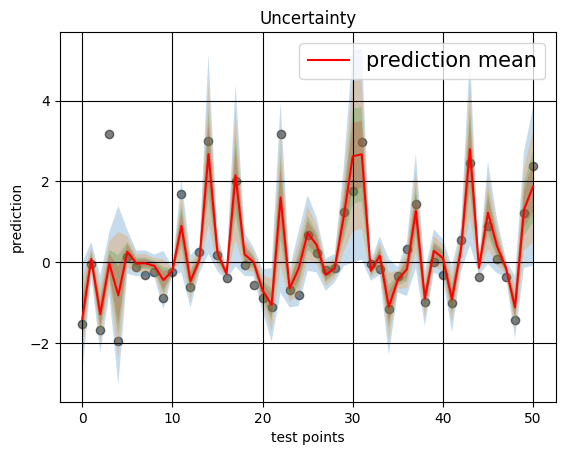 Uncertainty
prediction mean
prediction
4
2
0
−2
0 10 20 30 40 50
test points